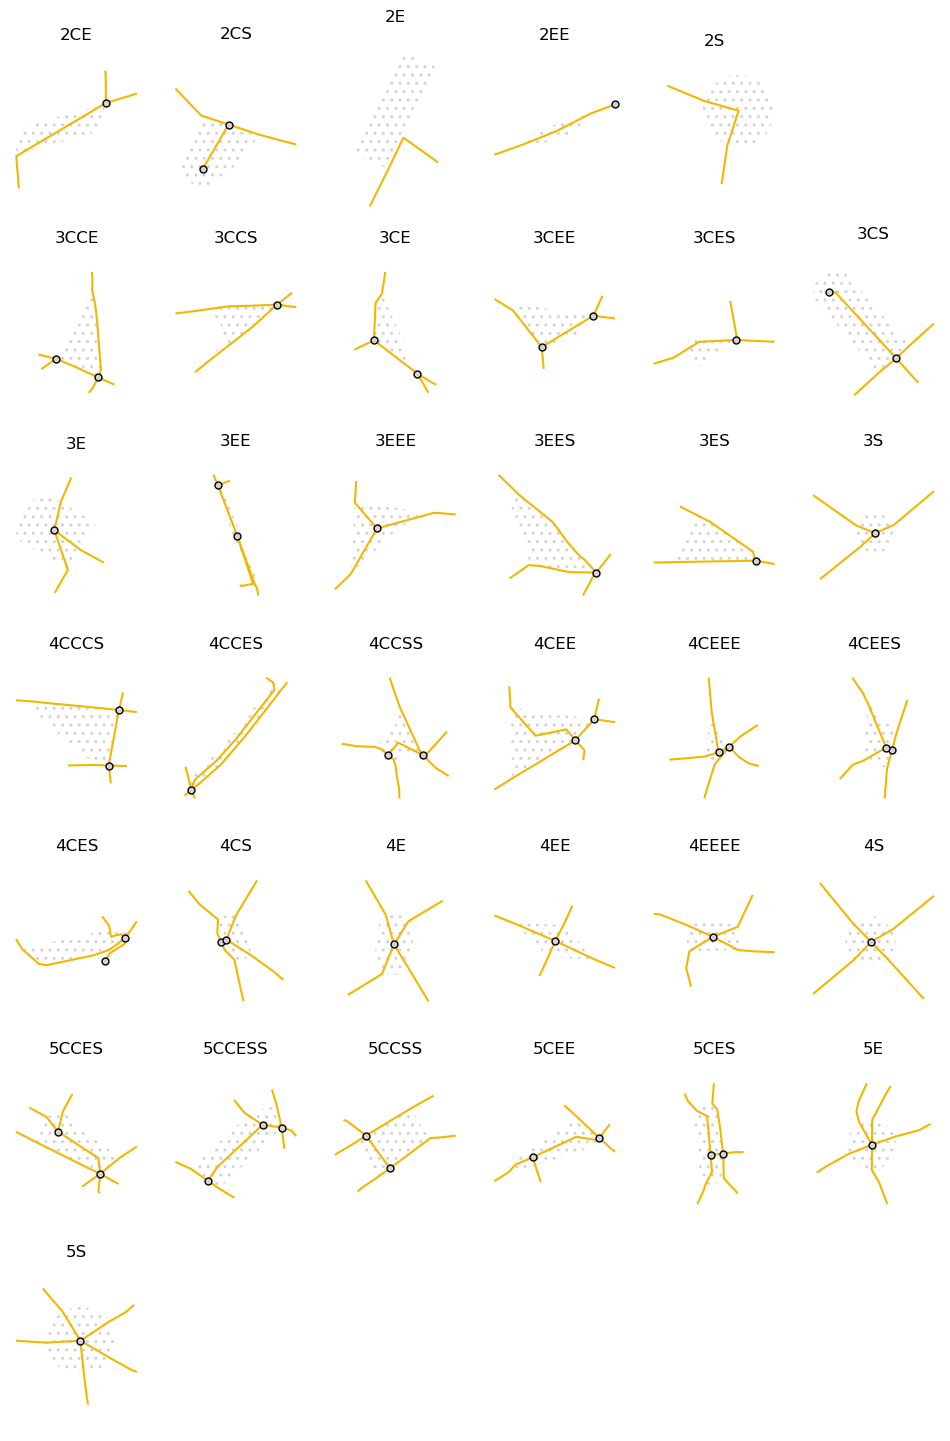 2CE 2CS 2E 2EE 2S
3CCE 3CCS 3CE 3CEE 3CES 3CS
3E 3EE 3EEE 3EES 3ES 3S
4CCCS 4CCES 4CCSS 4CEE 4CEEE 4CEES
4CES 4CS 4E 4EE 4EEEE 4S
5CCES 5CCESS 5CCSS 5CEE 5CES 5E
5S